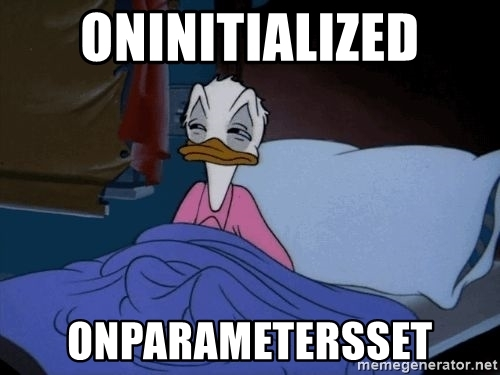 ONINITIALIZED
ONPARAMETERSSET
memegenerator.net